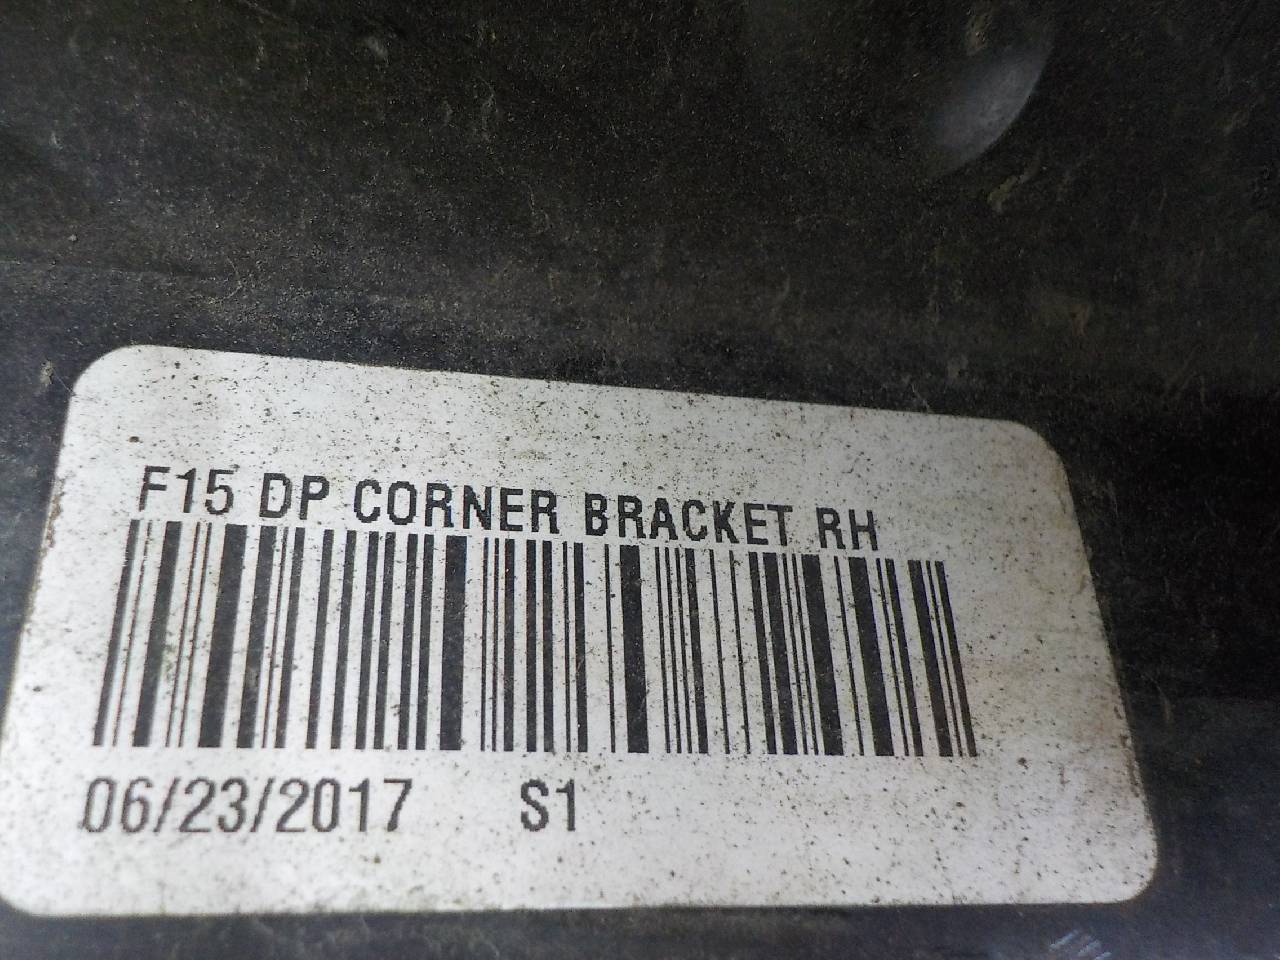 F15 DP CORNER BRACKET RH
06/23/2017 S1